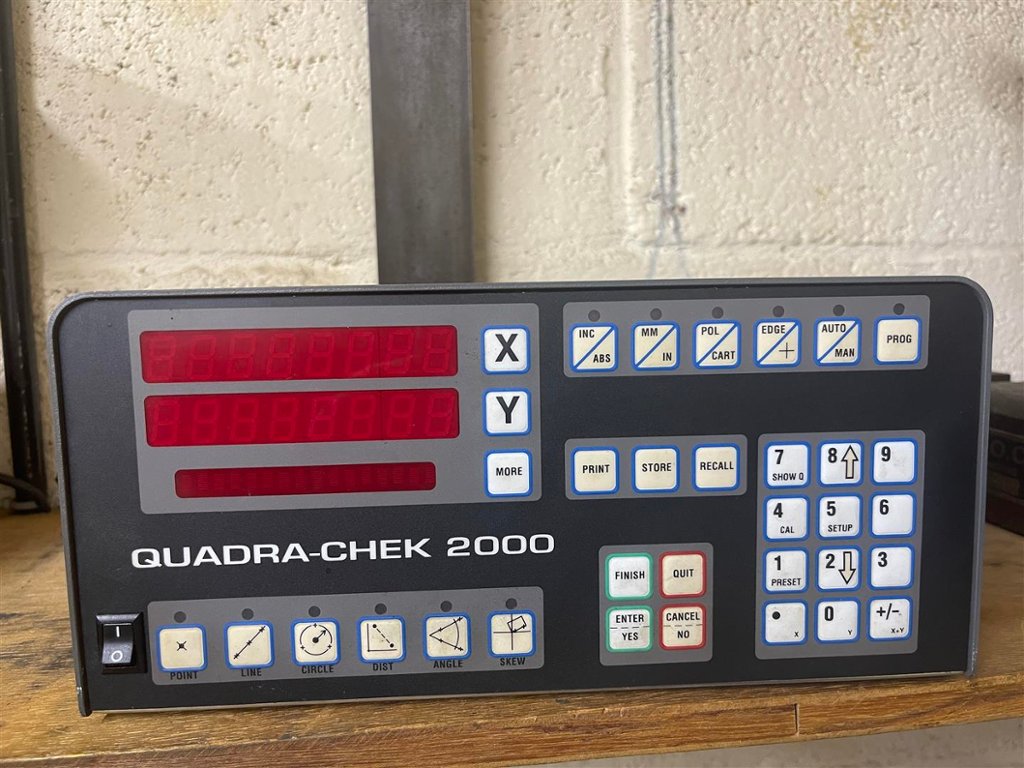 X
Y
MORE
INC
ABS
MM
IN
POL
CART
EDGE
AUTO
MAN
PROG
PRINT
STORE
RECALL
7
SHOW Q
8
9
4
CAL
5
SETUP
6
1
PRESET
2
3
.
X
0
Y
+/-
X+Y
QUADRA-CHEK 2000
FINISH
QUIT
ENTER
YES
CANCEL
NO
I
O
POINT
LINE
CIRCLE
DIST
ANGLE
SKEW